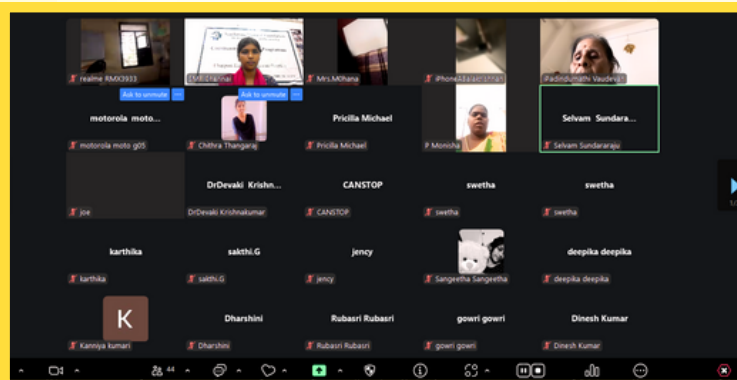 realme RMX3933
Mrs.M0hana
Padindumathi Vaudevan
Ask to unmute
Ask to unmute
motorola moto...
Pricilla Michael
Selvam Sundara...
motorola moto g05
Chithra Thangaraj
Pricilla Michael
P Monisha
Selvam Sundararaju
DrDevaki Krishn...
CANSTOP
swetha
swetha
joe
DrDevaki Krishnakumar
CANSTOP
swetha
swetha
karthika
sakthi.G
jency
deepika deepika
karthika
sakthi.G
jency
Sangeetha Sangeetha
deepika deepika
K
Dharshini
Rubasri Rubasri
gowri gowri
Dinesh Kumar
Kanniya kumari
Dharshini
Rubasri Rubasri
gowri gowri
Dinesh Kumar
44